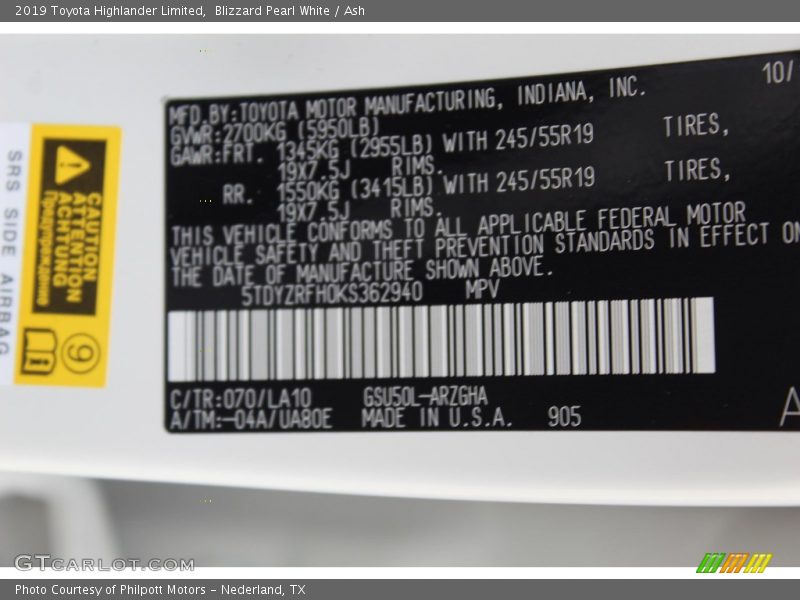 2019 Toyota Highlander Limited,  Blizzard Pearl White / Ash
10/
MFD.BY:TOYOTA MOTOR MANUFACTURING, INDIANA, INC.
GVWR:2700KG (5950LB)
GAWR:FRT. 1345KG (2955LB) WITH 245/55R19 TIRES,
19X7.5J RIMS.
RR. 1550KG (3415LB) WITH 245/55R19 TIRES,
19X7.5J RIMS.
THIS VEHICLE CONFORMS TO ALL APPLICABLE FEDERAL MOTOR
VEHICLE SAFETY AND THEFT PREVENTION STANDARDS IN EFFECT ON
THE DATE OF MANUFACTURE SHOWN ABOVE.
5TDYZRFH0KS362940 MPV
C/TR:070/LA10 GSU50L-ARZGHA
A/TM:-04A/UA80E MADE IN U.S.A. 905
A
SRS SIDE AIRBAG
CAUTION
ATTENTION
ACHTUNG
Предупреждение
9
GTcarlot.com
Photo Courtesy of Philpott Motors - Nederland, TX